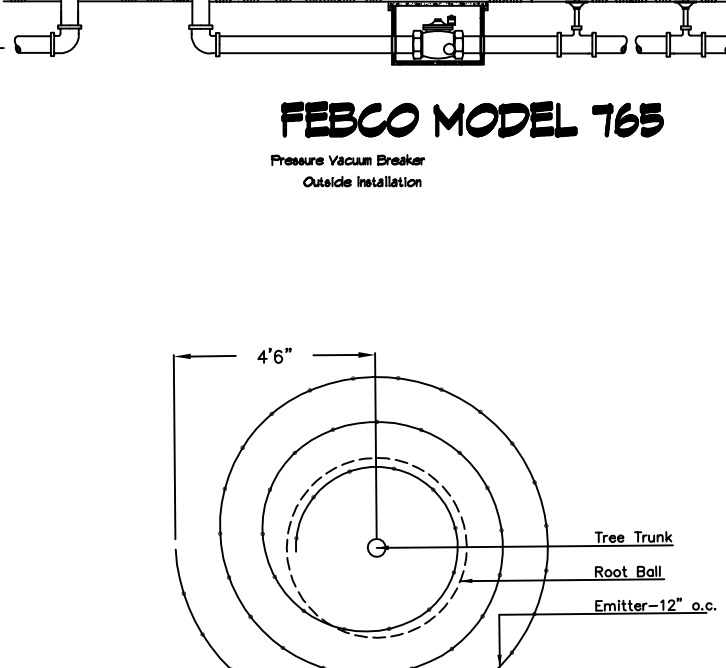 FEBCO MODEL 765
Pressure Vacuum Breaker
Outside Installation
4'6"
Tree Trunk
Root Ball
Emitter-12" o.c.